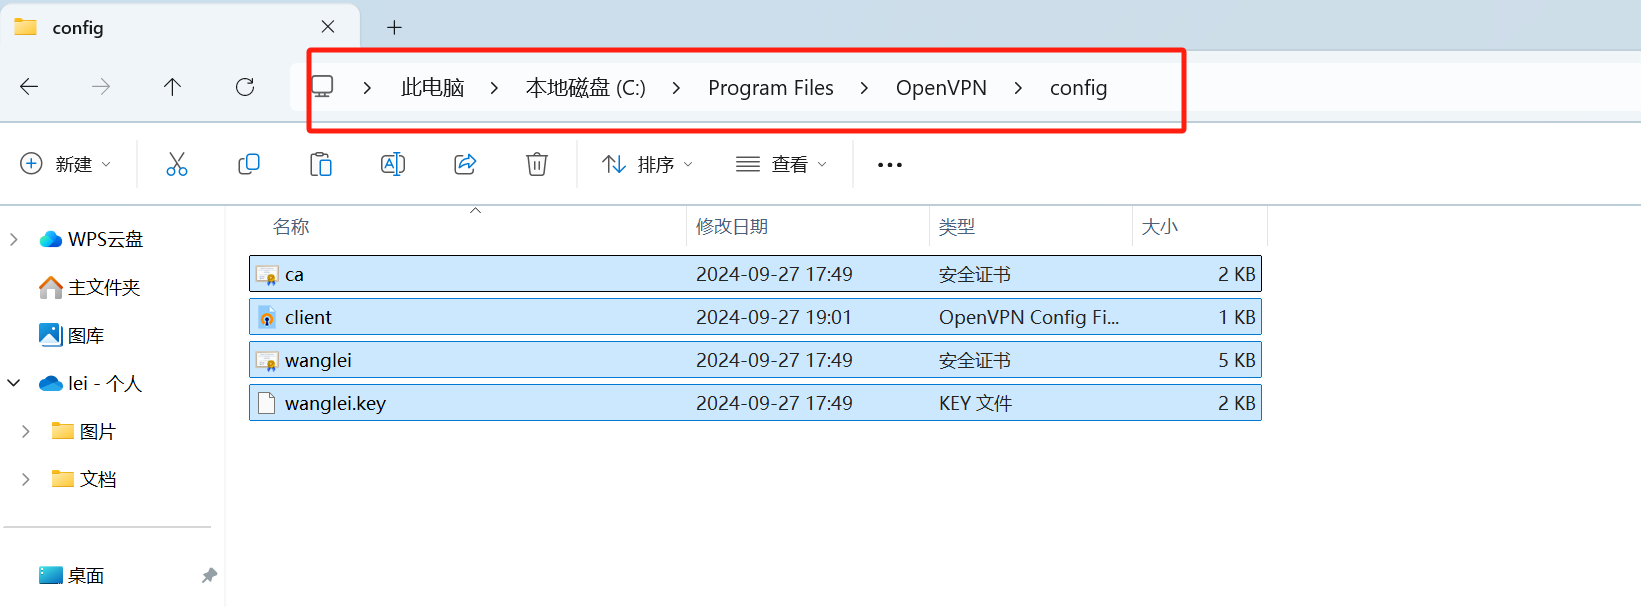 config
此电脑 本地磁盘 (C:) Program Files OpenVPN config
新建 排序 查看
名称 修改日期 类型 大小
WPS云盘
主文件夹
图库
lei - 个人
图片
文档
桌面
ca 2024-09-27 17:49 安全证书 2 KB
client 2024-09-27 19:01 OpenVPN Config Fi... 1 KB
wanglei 2024-09-27 17:49 安全证书 5 KB
wanglei.key 2024-09-27 17:49 KEY 文件 2 KB